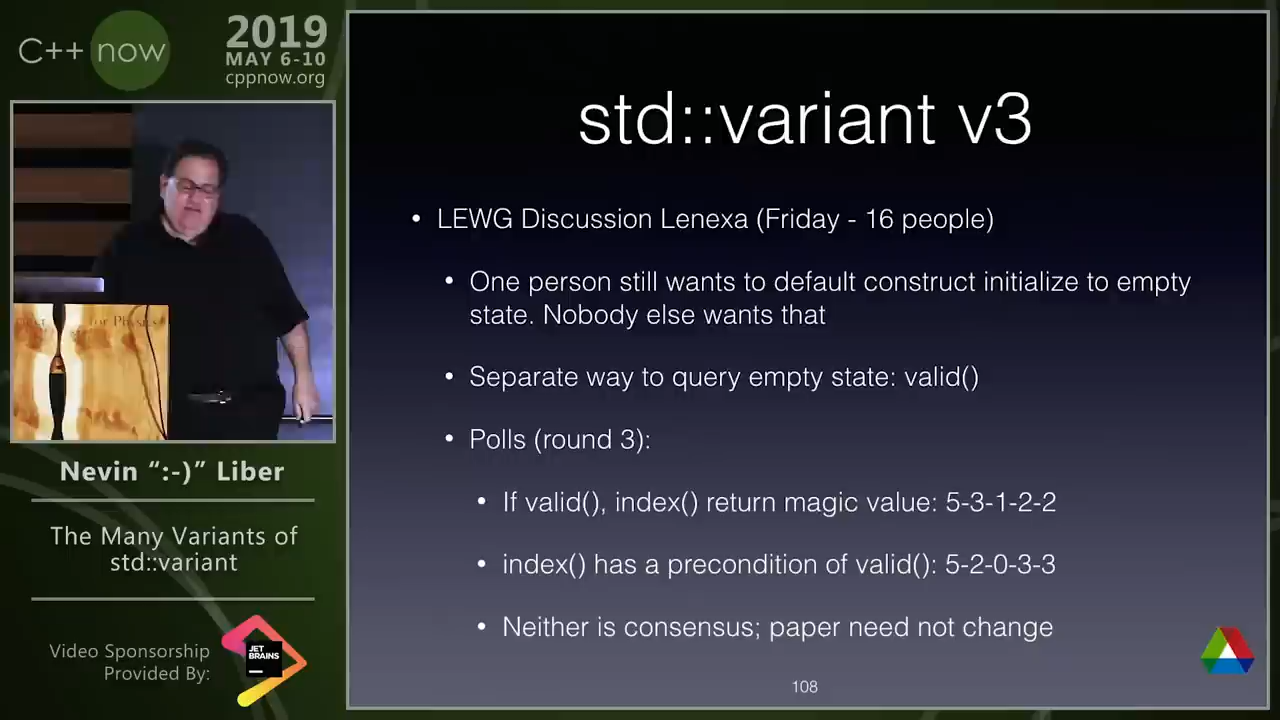 C++ now
2019
MAY 6-10
cppnow.org
std::variant v3
• LEWG Discussion Lenexa (Friday - 16 people)
• One person still wants to default construct initialize to empty
state. Nobody else wants that
• Separate way to query empty state: valid()
• Polls (round 3):
• If valid(), index() return magic value: 5-3-1-2-2
• index() has a precondition of valid(): 5-2-0-3-3
• Neither is consensus; paper need not change
108
for Physics
Nevin “:-)” Liber
The Many Variants of
std::variant
Video Sponsorship
Provided By:
JET
BRAINS